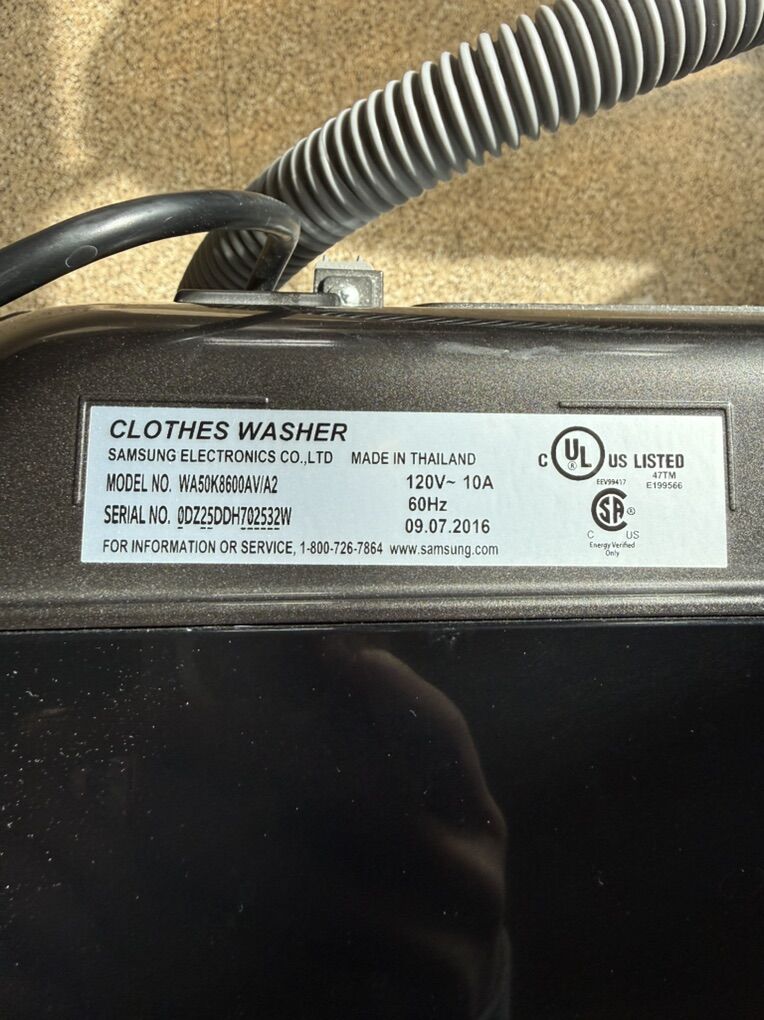 CLOTHES WASHER
SAMSUNG ELECTRONICS CO.,LTD MADE IN THAILAND
MODEL NO. WA50K8600AV/A2 120V~ 10A
60Hz
SERIAL NO. 0DZ25DDH702532W
09.07.2016
FOR INFORMATION OR SERVICE, 1-800-726-7864 www.samsung.com
C UL ® US LISTED
47TM
EEV99417 E199566
SA ®
C US
Energy Verified
Only